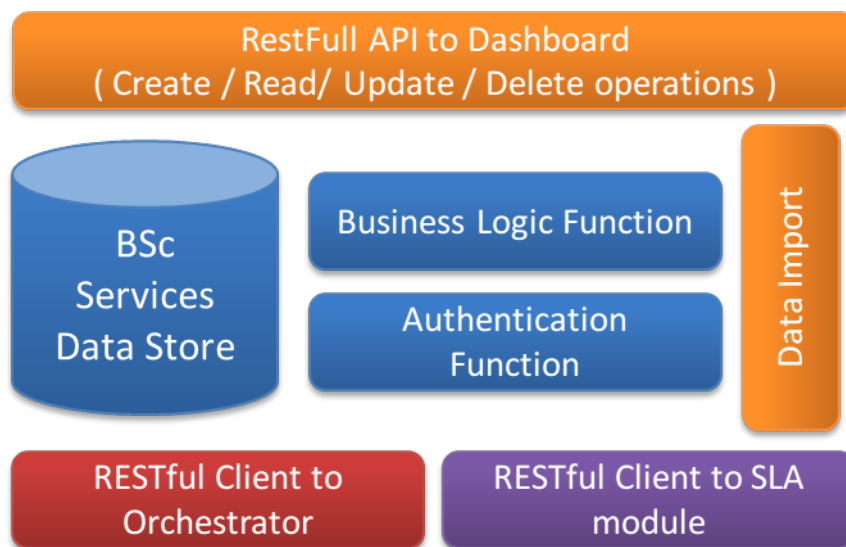 RestFull API to Dashboard
( Create / Read/ Update / Delete operations )
BSc
Services
Data Store
Business Logic Function
Authentication
Function
Data Import
RESTful Client to
Orchestrator
RESTful Client to SLA
module